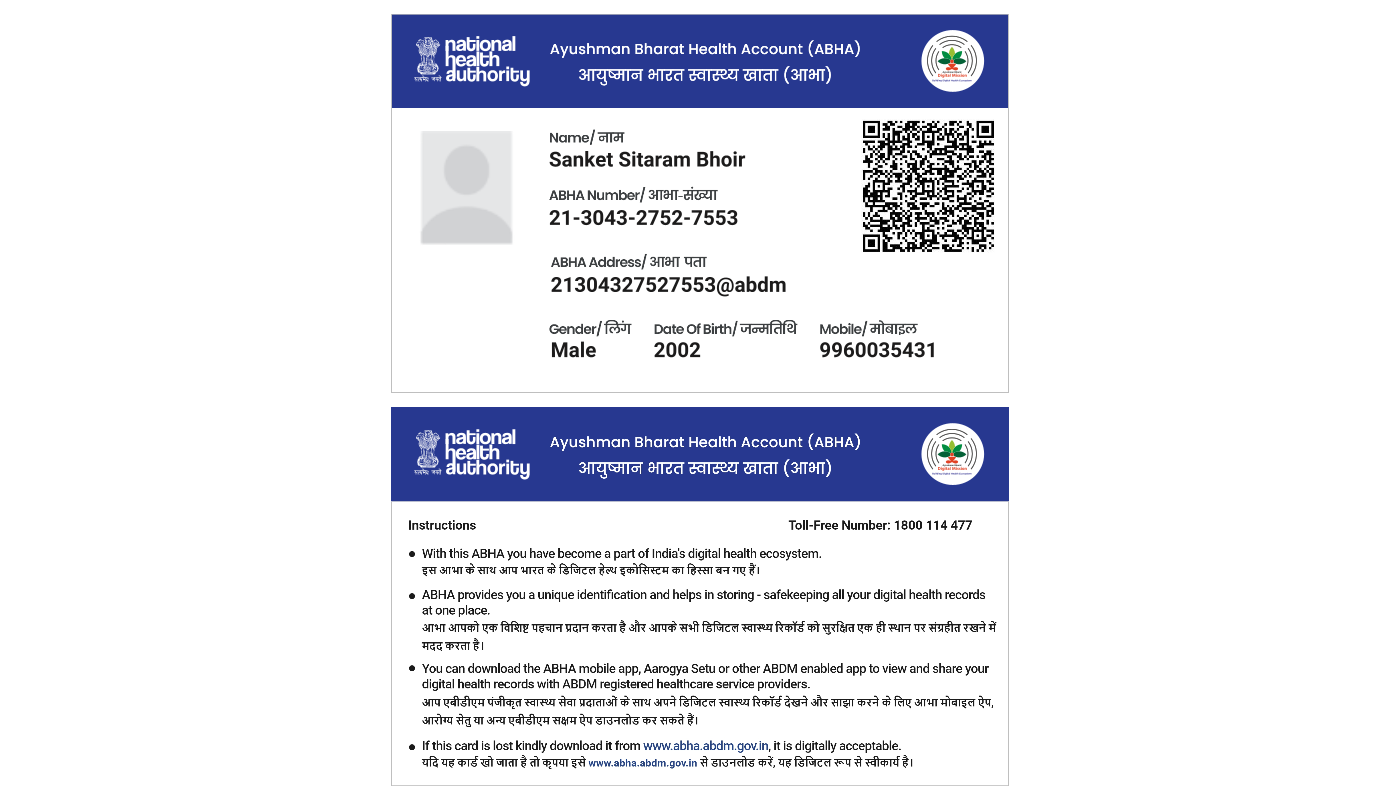 national
health
authority
सत्यमेव जयते
Ayushman Bharat Health Account (ABHA)
आयुष्मान भारत स्वास्थ्य खाता (आभा)
Digital Mission
Name/ नाम
Sanket Sitaram Bhoir
ABHA Number/ आभा-संख्या
21-3043-2752-7553
ABHA Address/ आभा पता
21304327527553@abdm
Gender/ लिंग Date Of Birth/ जन्मतिथि Mobile/ मोबाइल
Male 2002 9960035431
national
health
authority
सत्यमेव जयते
Ayushman Bharat Health Account (ABHA)
आयुष्मान भारत स्वास्थ्य खाता (आभा)
Digital Mission
Instructions Toll-Free Number: 1800 114 477
● With this ABHA you have become a part of India's digital health ecosystem.
इस आभा के साथ आप भारत के डिजिटल हेल्थ इकोसिस्टम का हिस्सा बन गए हैं।
● ABHA provides you a unique identification and helps in storing - safekeeping all your digital health records
at one place.
आभा आपको एक विशिष्ट पहचान प्रदान करता है और आपके सभी डिजिटल स्वास्थ्य रिकॉर्ड को सुरक्षित एक ही स्थान पर संग्रहीत रखने में
मदद करता है।
● You can download the ABHA mobile app, Aarogya Setu or other ABDM enabled app to view and share your
digital health records with ABDM registered healthcare service providers.
आप एबीडीएम पंजीकृत स्वास्थ्य सेवा प्रदाताओं के साथ अपने डिजिटल स्वास्थ्य रिकॉर्ड देखने और साझा करने के लिए आभा मोबाइल ऐप,
आरोग्य सेतु या अन्य एबीडीएम सक्षम ऐप डाउनलोड कर सकते हैं।
● If this card is lost kindly download it from www.abha.abdm.gov.in, it is digitally acceptable.
यदि यह कार्ड खो जाता है तो कृपया इसे www.abha.abdm.gov.in से डाउनलोड करें, यह डिजिटल रूप से स्वीकार्य है।